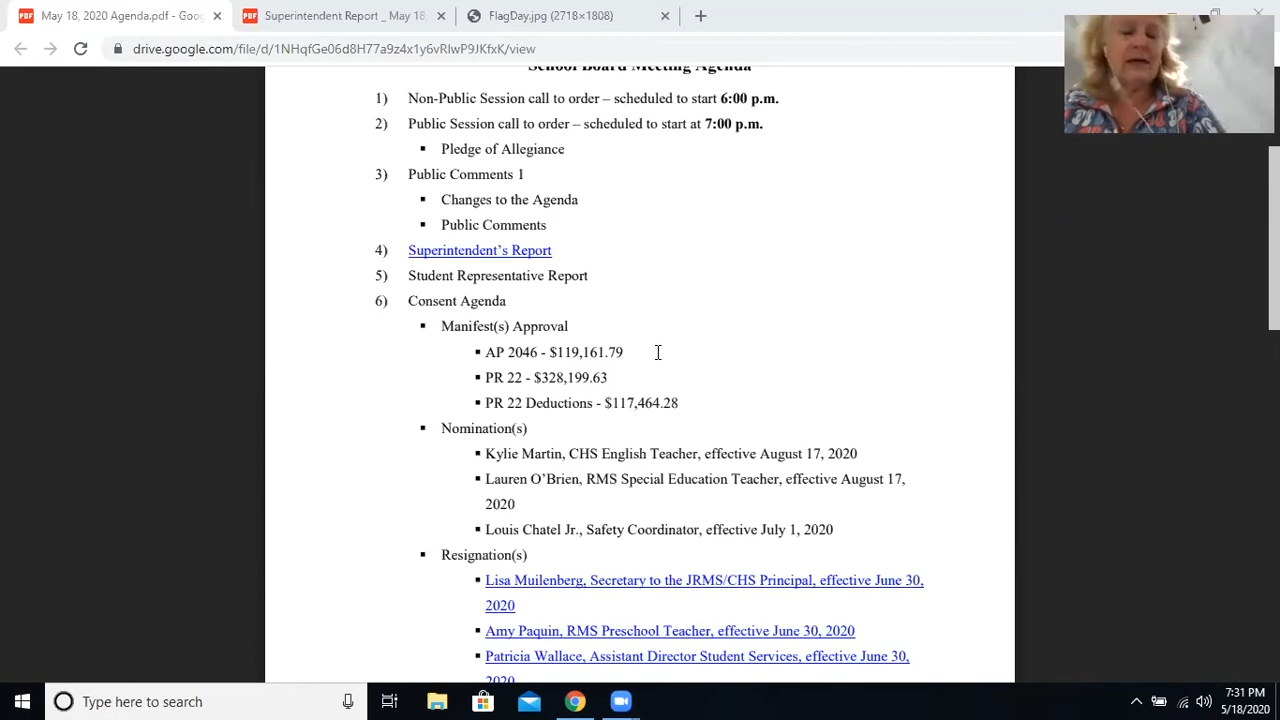 May 18, 2020 Agenda.pdf - Goo
Superintendent Report _ May 18,
FlagDay.jpg (2718×1808)
drive.google.com/file/d/1NHqfGe06d8H77a9z4x1y6vRlwP9JKfxK/view
School Board Meeting Agenda
1) Non-Public Session call to order – scheduled to start 6:00 p.m.
2) Public Session call to order – scheduled to start at 7:00 p.m.
▪ Pledge of Allegiance
3) Public Comments 1
▪ Changes to the Agenda
▪ Public Comments
4) Superintendent’s Report
5) Student Representative Report
6) Consent Agenda
▪ Manifest(s) Approval
▪ AP 2046 - $119,161.79
▪ PR 22 - $328,199.63
▪ PR 22 Deductions - $117,464.28
▪ Nomination(s)
▪ Kylie Martin, CHS English Teacher, effective August 17, 2020
▪ Lauren O’Brien, RMS Special Education Teacher, effective August 17,
2020
▪ Louis Chatel Jr., Safety Coordinator, effective July 1, 2020
▪ Resignation(s)
▪ Lisa Muilenberg, Secretary to the JRMS/CHS Principal, effective June 30,
2020
▪ Amy Paquin, RMS Preschool Teacher, effective June 30, 2020
▪ Patricia Wallace, Assistant Director Student Services, effective June 30,
2020
Type here to search
7:31 PM
5/18/2020